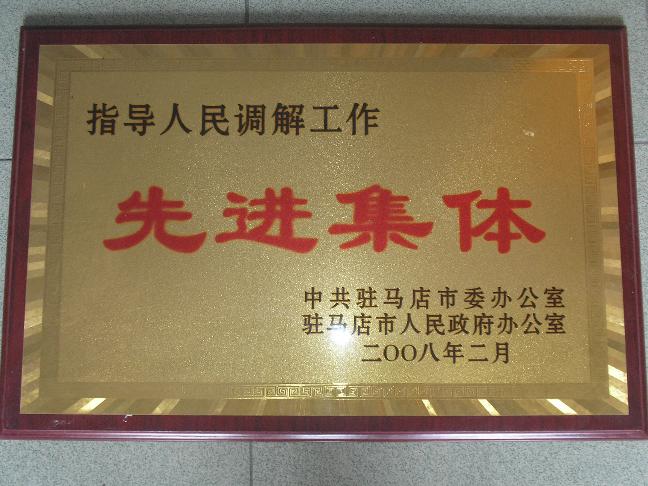 指导人民调解工作
先进集体
中共驻马店市委办公室
驻马店市人民政府办公室
二OO八年二月